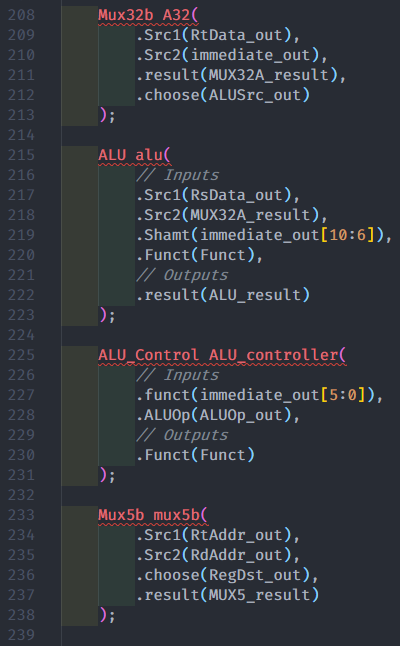 208 Mux32b A32(
209 .Src1(RtData_out),
210 .Src2(immediate_out),
211 .result(MUX32A_result),
212 .choose(ALUSrc_out)
213 );
214
215 ALU alu(
216 // Inputs
217 .Src1(RsData_out),
218 .Src2(MUX32A_result),
219 .Shamt(immediate_out[10:6]),
220 .Funct(Funct),
221 // Outputs
222 .result(ALU_result)
223 );
224
225 ALU_Control ALU_controller(
226 // Inputs
227 .funct(immediate_out[5:0]),
228 .ALUOp(ALUOp_out),
229 // Outputs
230 .Funct(Funct)
231 );
232
233 Mux5b mux5b(
234 .Src1(RtAddr_out),
235 .Src2(RdAddr_out),
236 .choose(RegDst_out),
237 .result(MUX5_result)
238 );
239